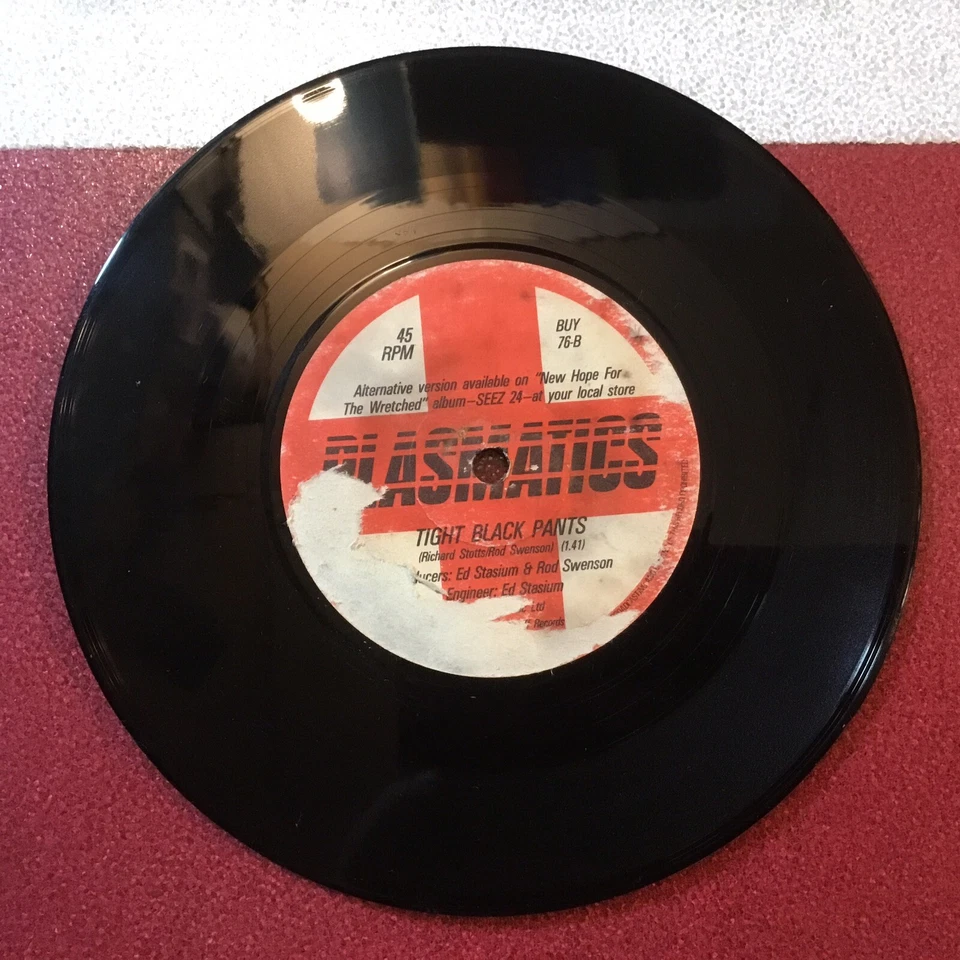 45
RPM
BUY
76-B
Alternative version available on "New Hope For
The Wretched" album-SEEZ 24-at your local store
PLASMATICS
TIGHT BLACK PANTS
(Richard Stotts/Rod Swenson) (1.41)
ucers: Ed Stasium & Rod Swenson
Engineer: Ed Stasium
Ltd
Records